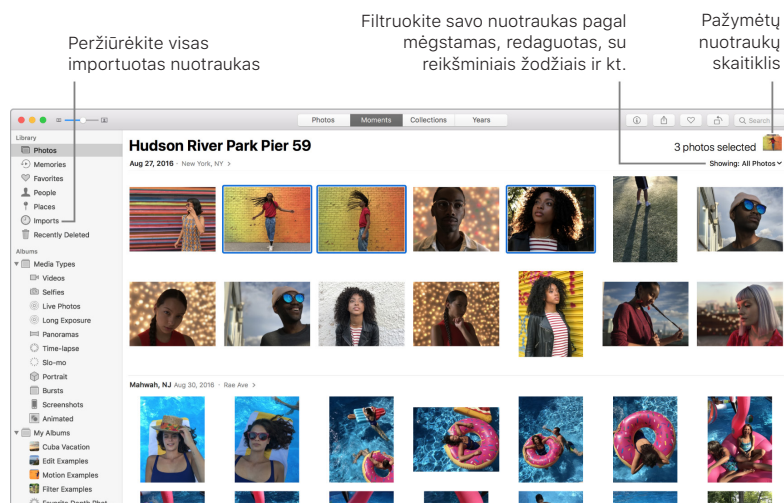 Peržiūrėkite visas
importuotas nuotraukas
Filtruokite savo nuotraukas pagal
mėgstamas, redaguotas, su
reikšminiais žodžiais ir kt.
Pažymėtų
nuotraukų
skaitiklis
Photos
Moments
Collections
Years
Search
Library
Photos
Memories
Favorites
People
Places
Imports
Recently Deleted
Albums
Media Types
Videos
Selfies
Live Photos
Long Exposure
Panoramas
Time-lapse
Slo-mo
Portrait
Bursts
Screenshots
Animated
My Albums
Cuba Vacation
Edit Examples
Motion Examples
Filter Examples
Favorite Depth Phot
Hudson River Park Pier 59
Aug 27, 2016 · New York, NY >
3 photos selected
Showing: All Photos
Mahwah, NJ Aug 30, 2016 · Rae Ave >